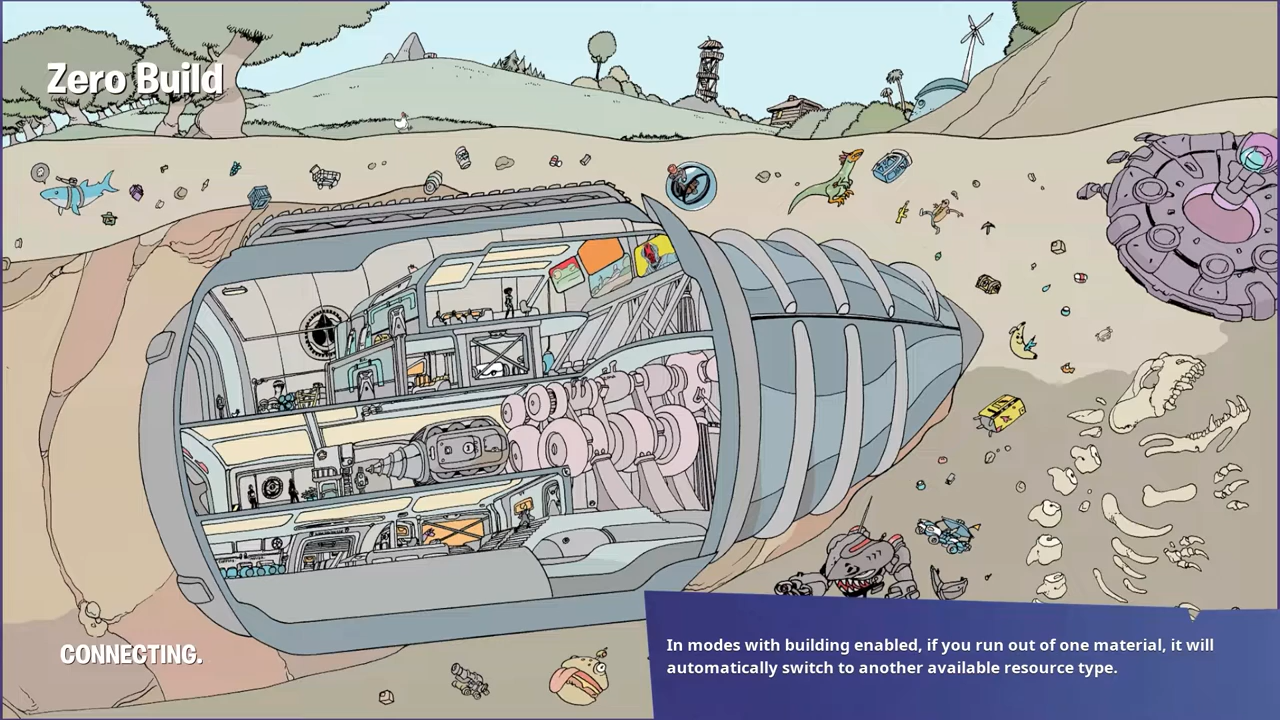 Zero Build
CONNECTING.
In modes with building enabled, if you run out of one material, it will
automatically switch to another available resource type.